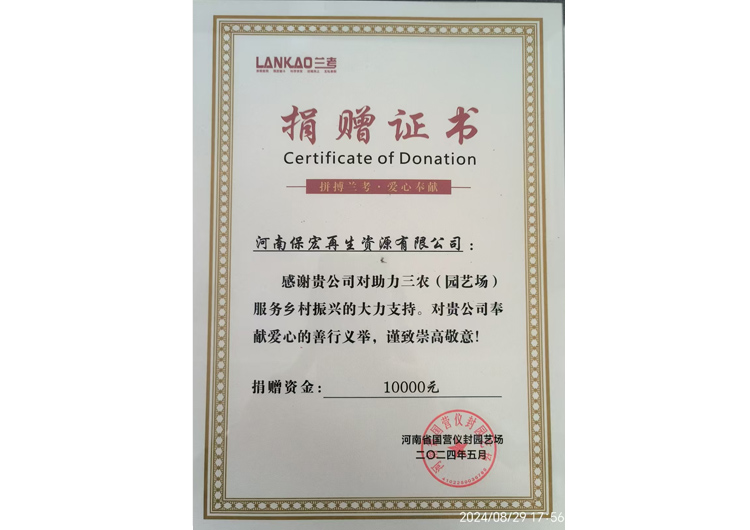 LANKAO兰考
捐赠证书
Certificate of Donation
拼搏兰考·爱心奉献
河南保宏再生资源有限公司：
感谢贵公司对助力三农（园艺场）
服务乡村振兴的大力支持。对贵公司奉
献爱心的善行义举，谨致崇高敬意!
捐赠资金： 10000元
河南省国营仪封园艺场
二〇二四年五月
2024/08/29 17:56